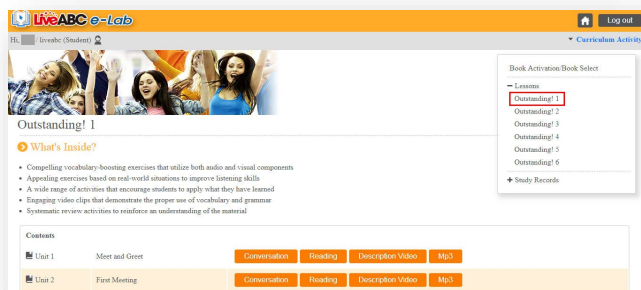 LiveABC e-Lab
Log out
Hi, / liveabc (Student)
Curriculum Activity
Book Activation/Book Select
Lessons
Outstanding! 1
Outstanding! 2
Outstanding! 3
Outstanding! 4
Outstanding! 5
Outstanding! 6
+ Study Records
Outstanding! 1
What's Inside?
• Compelling vocabulary-boosting exercises that utilize both audio and visual components
• Appealing exercises based on real-world situations to improve listening skills
• A wide range of activities that encourage students to apply what they have learned
• Engaging video clips that demonstrate the proper use of vocabulary and grammar
• Systematic review activities to reinforce an understanding of the material
Contents
Unit 1 Meet and Greet Conversation Reading Description Video Mp3
Unit 2 First Meeting Conversation Reading Description Video Mp3